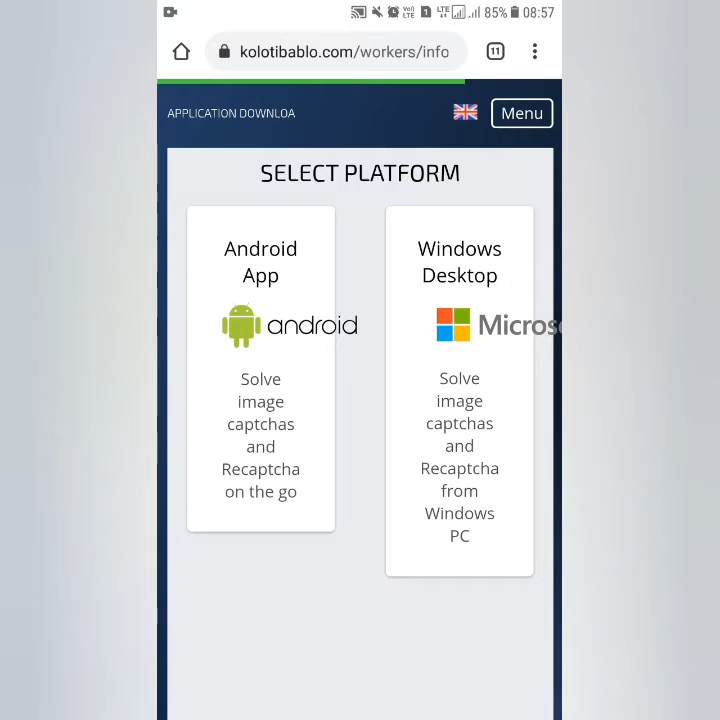 85% 08:57
kolotibablo.com/workers/info
11
APPLICATION DOWNLOA
Menu
SELECT PLATFORM
Android
App
android
Solve
image
captchas
and
Recaptcha
on the go
Windows
Desktop
Micros
Solve
image
captchas
and
Recaptcha
from
Windows
PC